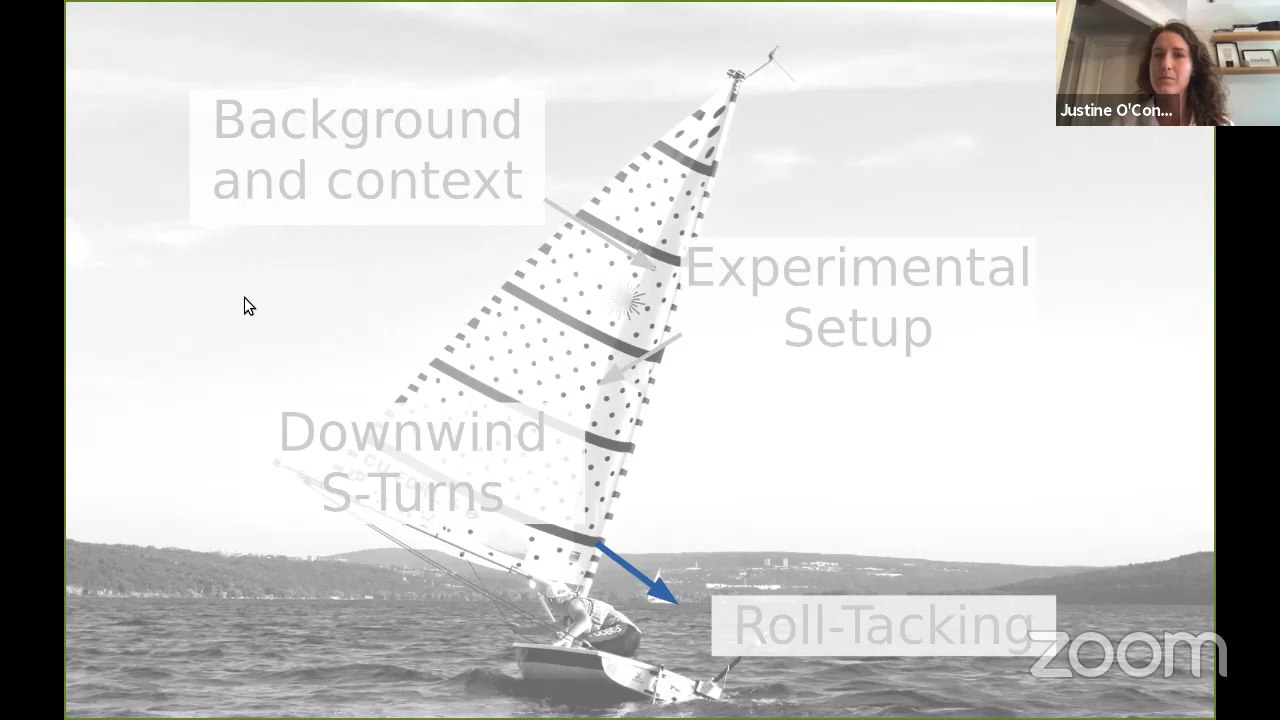 Background
and context
Justine O'Con...
Experimental
Setup
Downwind
S-Turns
Roll-Tacking
zoom